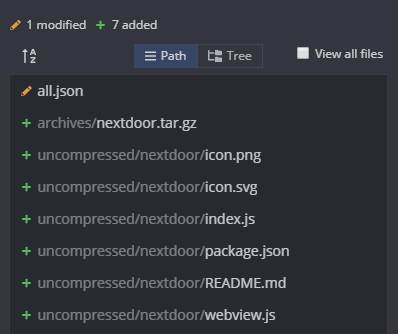 1 modified + 7 added
A Z Path Tree View all files
all.json
+ archives/nextdoor.tar.gz
+ uncompressed/nextdoor/icon.png
+ uncompressed/nextdoor/icon.svg
+ uncompressed/nextdoor/index.js
+ uncompressed/nextdoor/package.json
+ uncompressed/nextdoor/README.md
+ uncompressed/nextdoor/webview.js